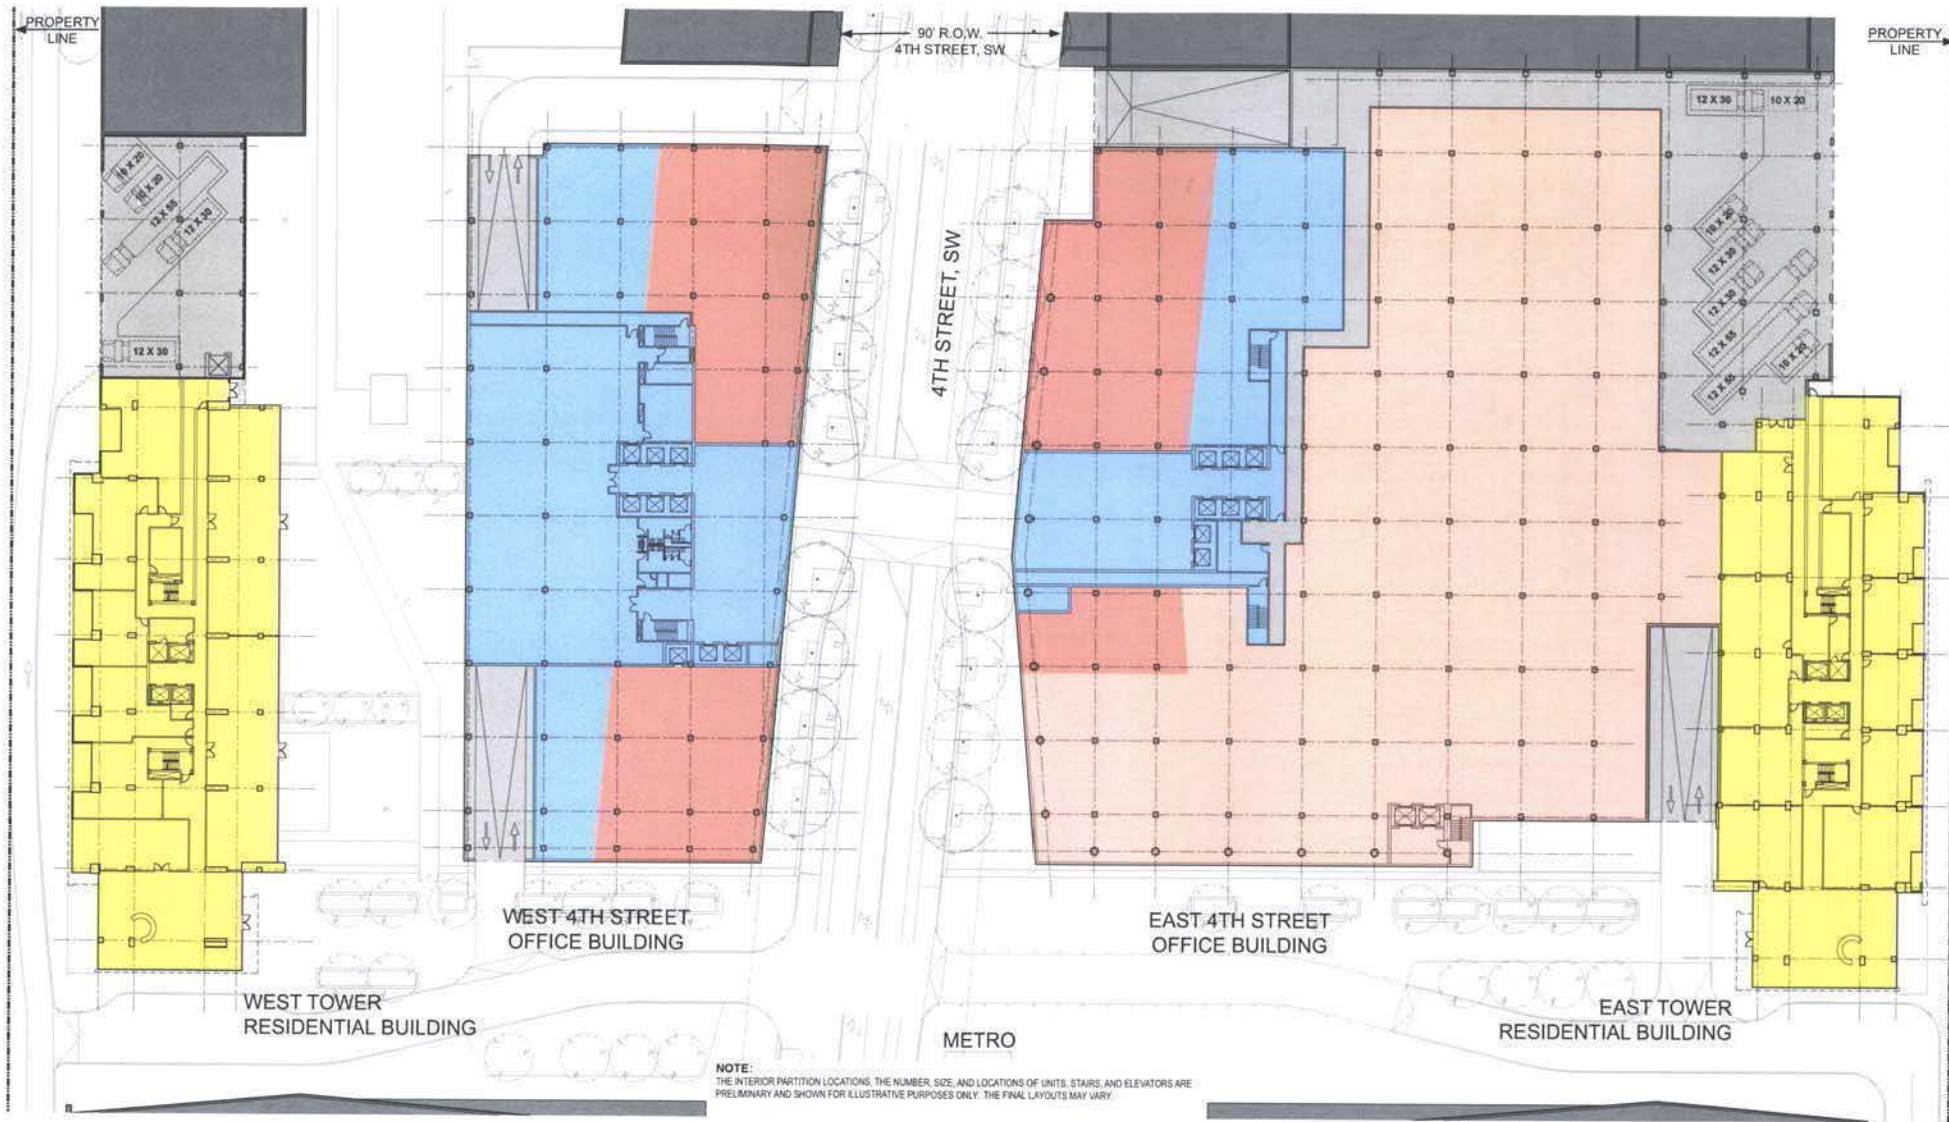 PROPERTY
LINE
90' R.O.W.
4TH STREET, SW
PROPERTY
LINE
12 X 30
10 X 20
10 X 20
10 X 20
12 X 55
12 X 30
12 X 30
4TH STREET, SW
10 X 20
12 X 30
12 X 30
12 X 55
10 X 20
12 X 55
WEST 4TH STREET
OFFICE BUILDING
EAST 4TH STREET
OFFICE BUILDING
WEST TOWER
RESIDENTIAL BUILDING
EAST TOWER
RESIDENTIAL BUILDING
METRO
NOTE:
THE INTERIOR PARTITION LOCATIONS, THE NUMBER, SIZE, AND LOCATIONS OF UNITS, STAIRS, AND ELEVATORS ARE
PRELIMINARY AND SHOWN FOR ILLUSTRATIVE PURPOSES ONLY. THE FINAL LAYOUTS MAY VARY.